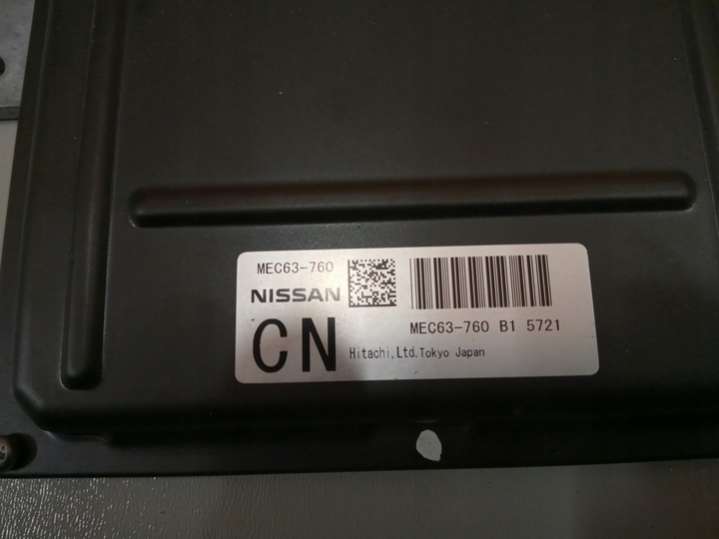 MEC63-760
NISSAN
CN
MEC63-760 B1 5721
Hitachi,Ltd.Tokyo Japan